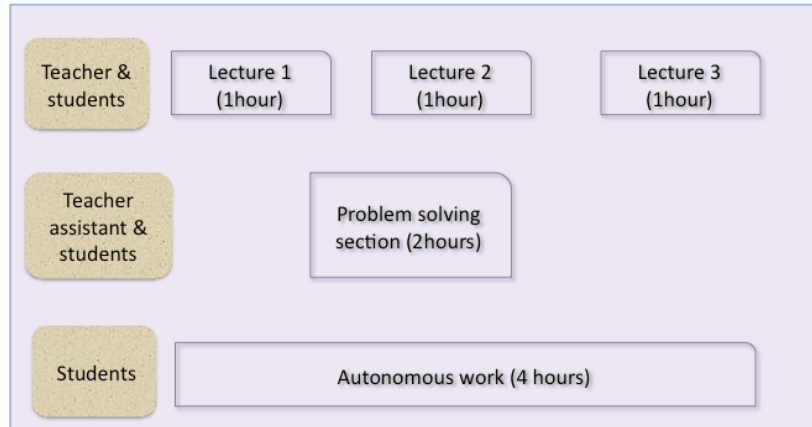 Teacher &
students
Lecture 1
(1hour)
Lecture 2
(1hour)
Lecture 3
(1hour)
Teacher
assistant &
students
Problem solving
section (2hours)
Students
Autonomous work (4 hours)